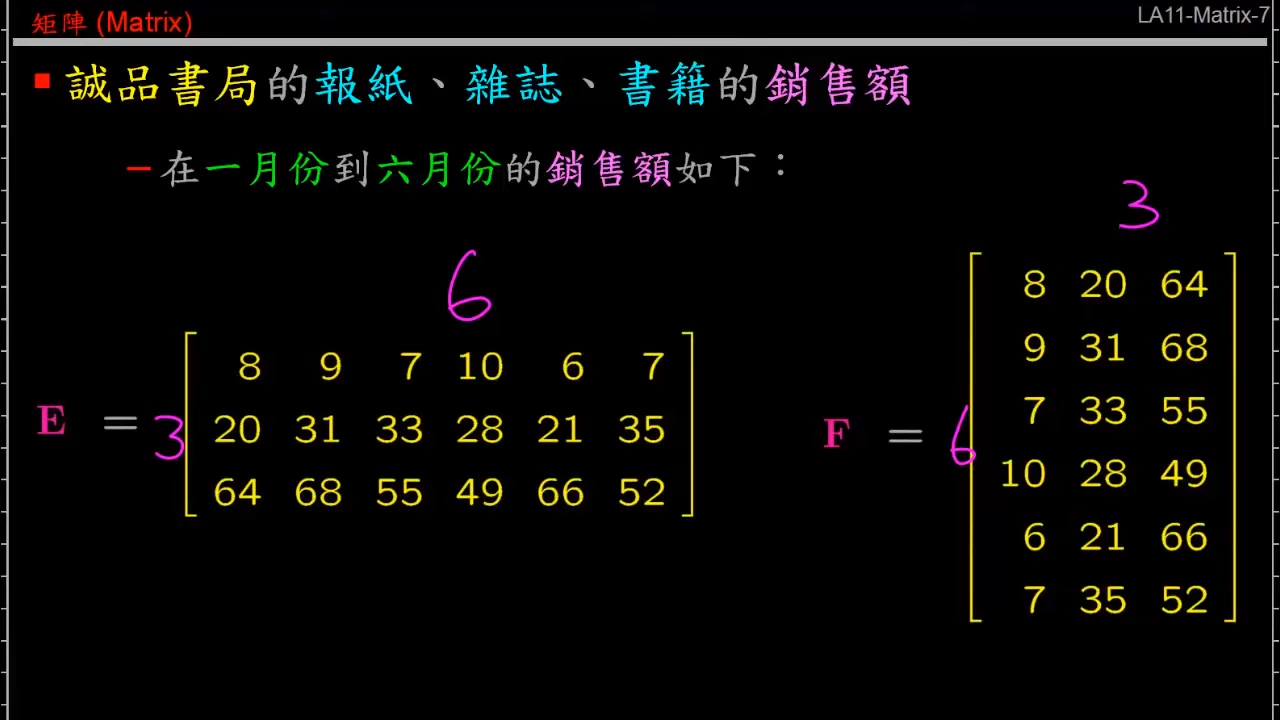 矩陣 (Matrix)
LA11-Matrix-7
誠品書局的報紙、雜誌、書籍的銷售額
– 在一月份到六月份的銷售額如下：
3
6
8 20 64
9 31 68
7 33 55
10 28 49
6 21 66
7 35 52
F =
6
8 9 7 10 6 7
20 31 33 28 21 35
64 68 55 49 66 52
E =
3